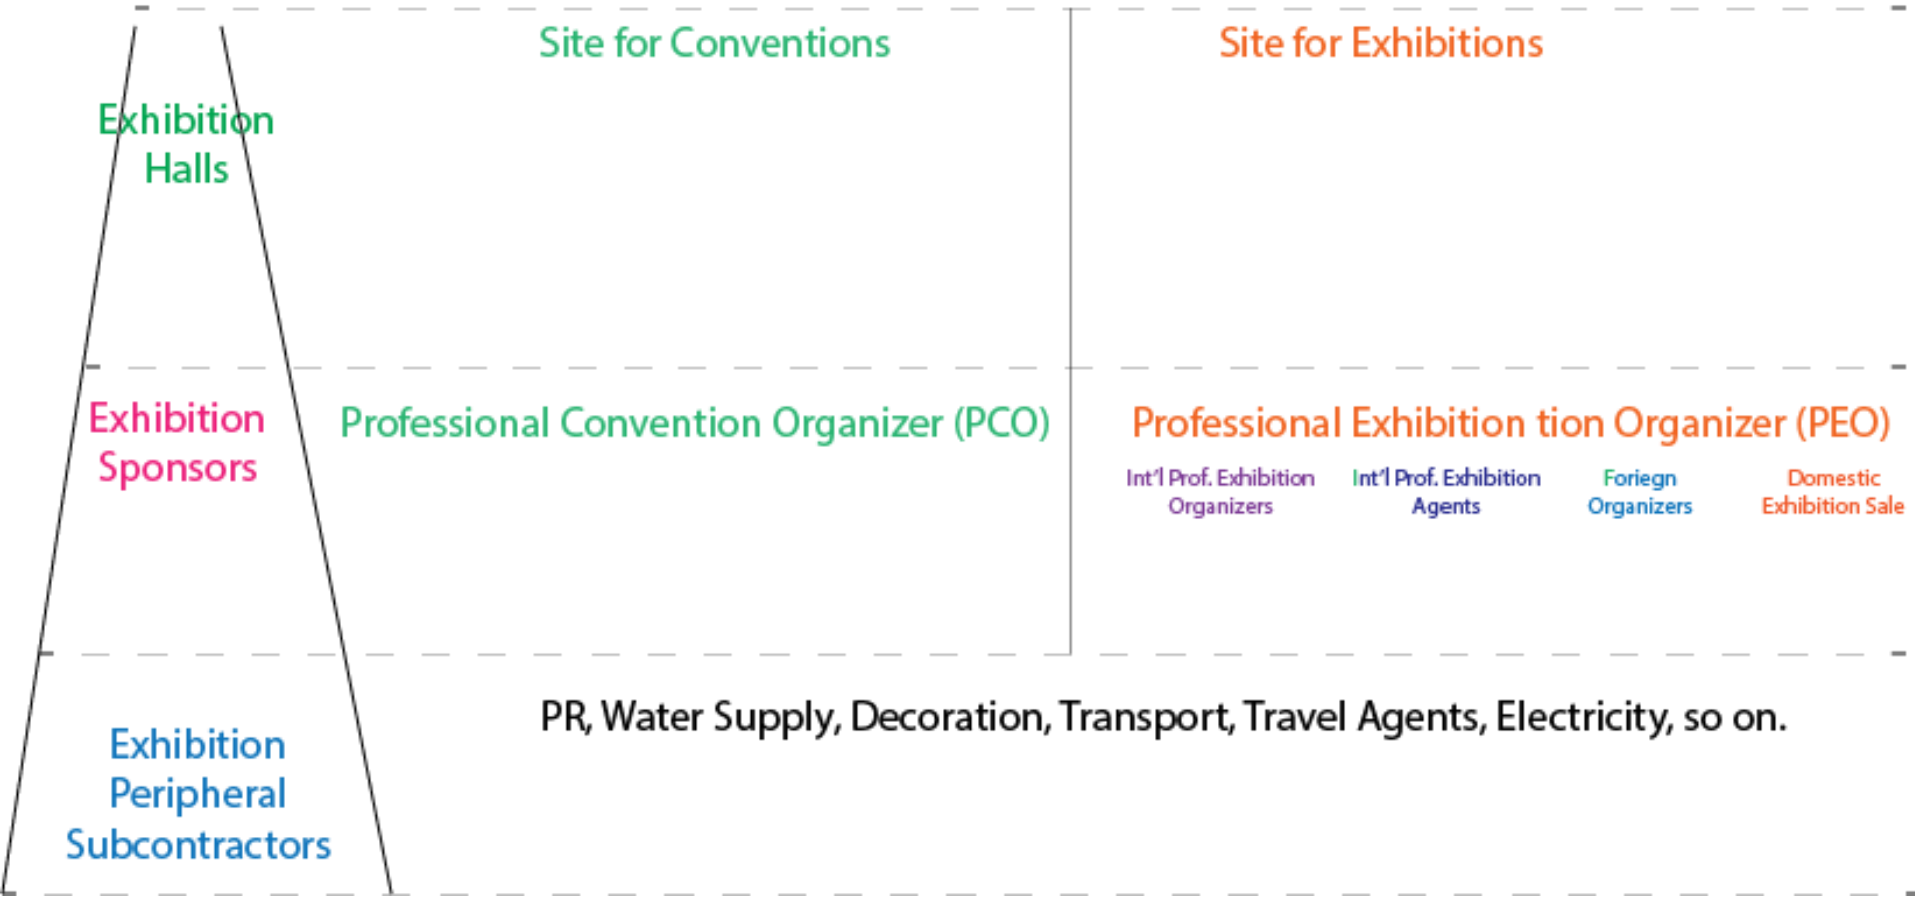 Site for Conventions
Site for Exhibitions
Exhibition
Halls
Exhibition
Sponsors
Professional Convention Organizer (PCO)
Professional Exhibition tion Organizer (PEO)
Int'l Prof. Exhibition
Organizers
Int'l Prof. Exhibition
Agents
Foriegn
Organizers
Domestic
Exhibition Sale
Exhibition
Peripheral
Subcontractors
PR, Water Supply, Decoration, Transport, Travel Agents, Electricity, so on.